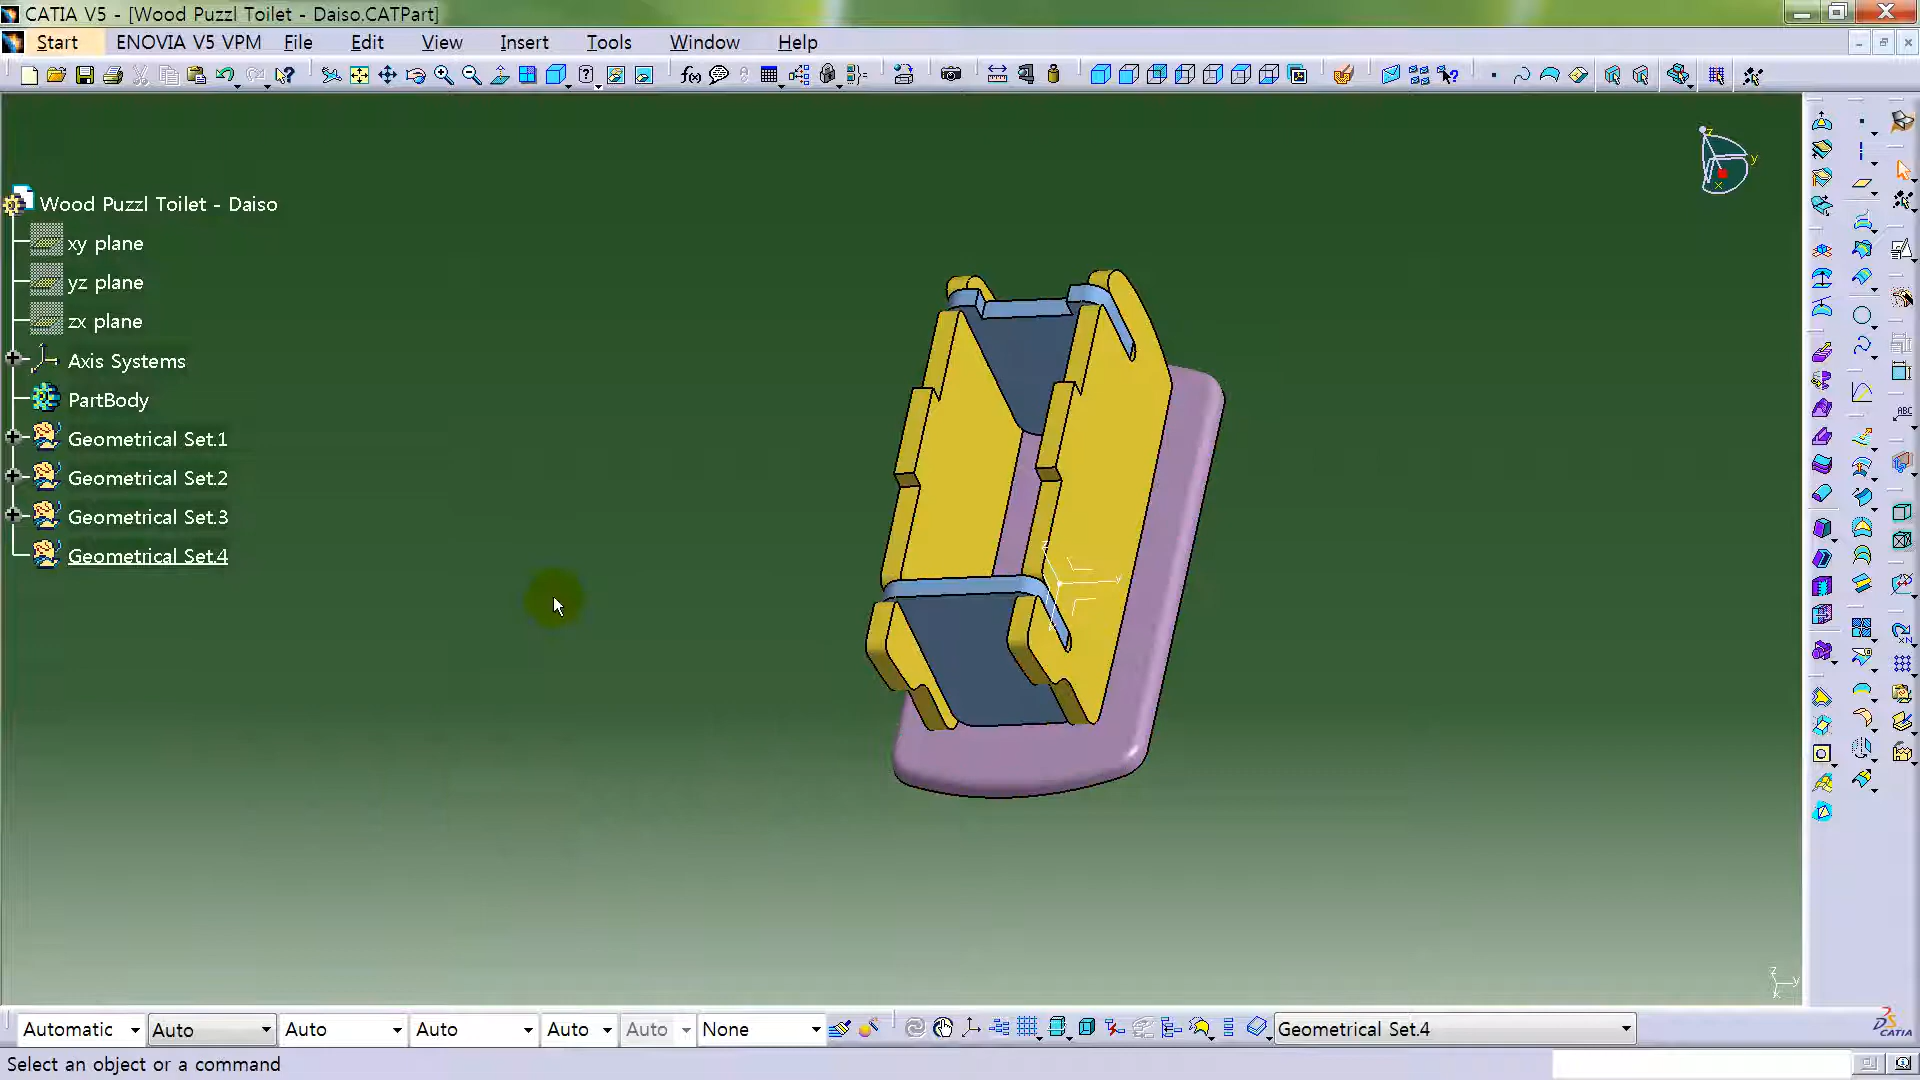 CATIA V5 - [Wood Puzzl Toilet - Daiso.CATPart]
Start ENOVIA V5 VPM File Edit View Insert Tools Window Help
Wood Puzzl Toilet - Daiso
xy plane
yz plane
zx plane
Axis Systems
PartBody
Geometrical Set.1
Geometrical Set.2
Geometrical Set.3
Geometrical Set.4
z
y
x
z
y
z
y
x
ABC
Automatic Auto Auto Auto Auto Auto None Geometrical Set.4
CATIA
Select an object or a command